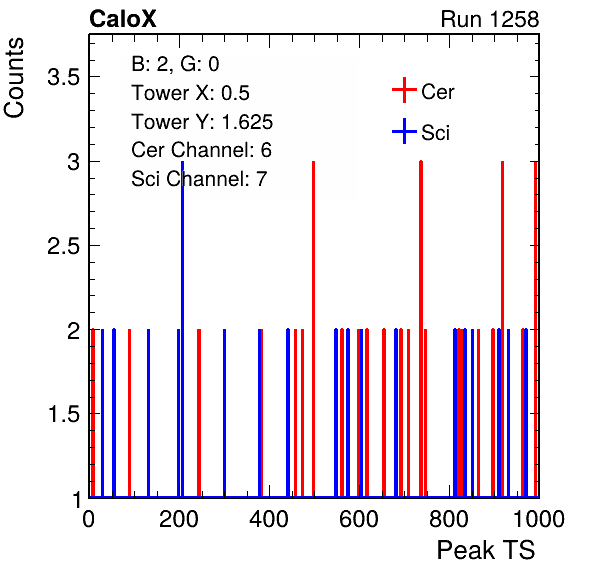 CaloX Run 1258
Counts
B: 2, G: 0
Tower X: 0.5
Tower Y: 1.625
Cer Channel: 6
Sci Channel: 7
Cer
Sci
3.5
3
2.5
2
1.5
1
0 200 400 600 800 1000
Peak TS